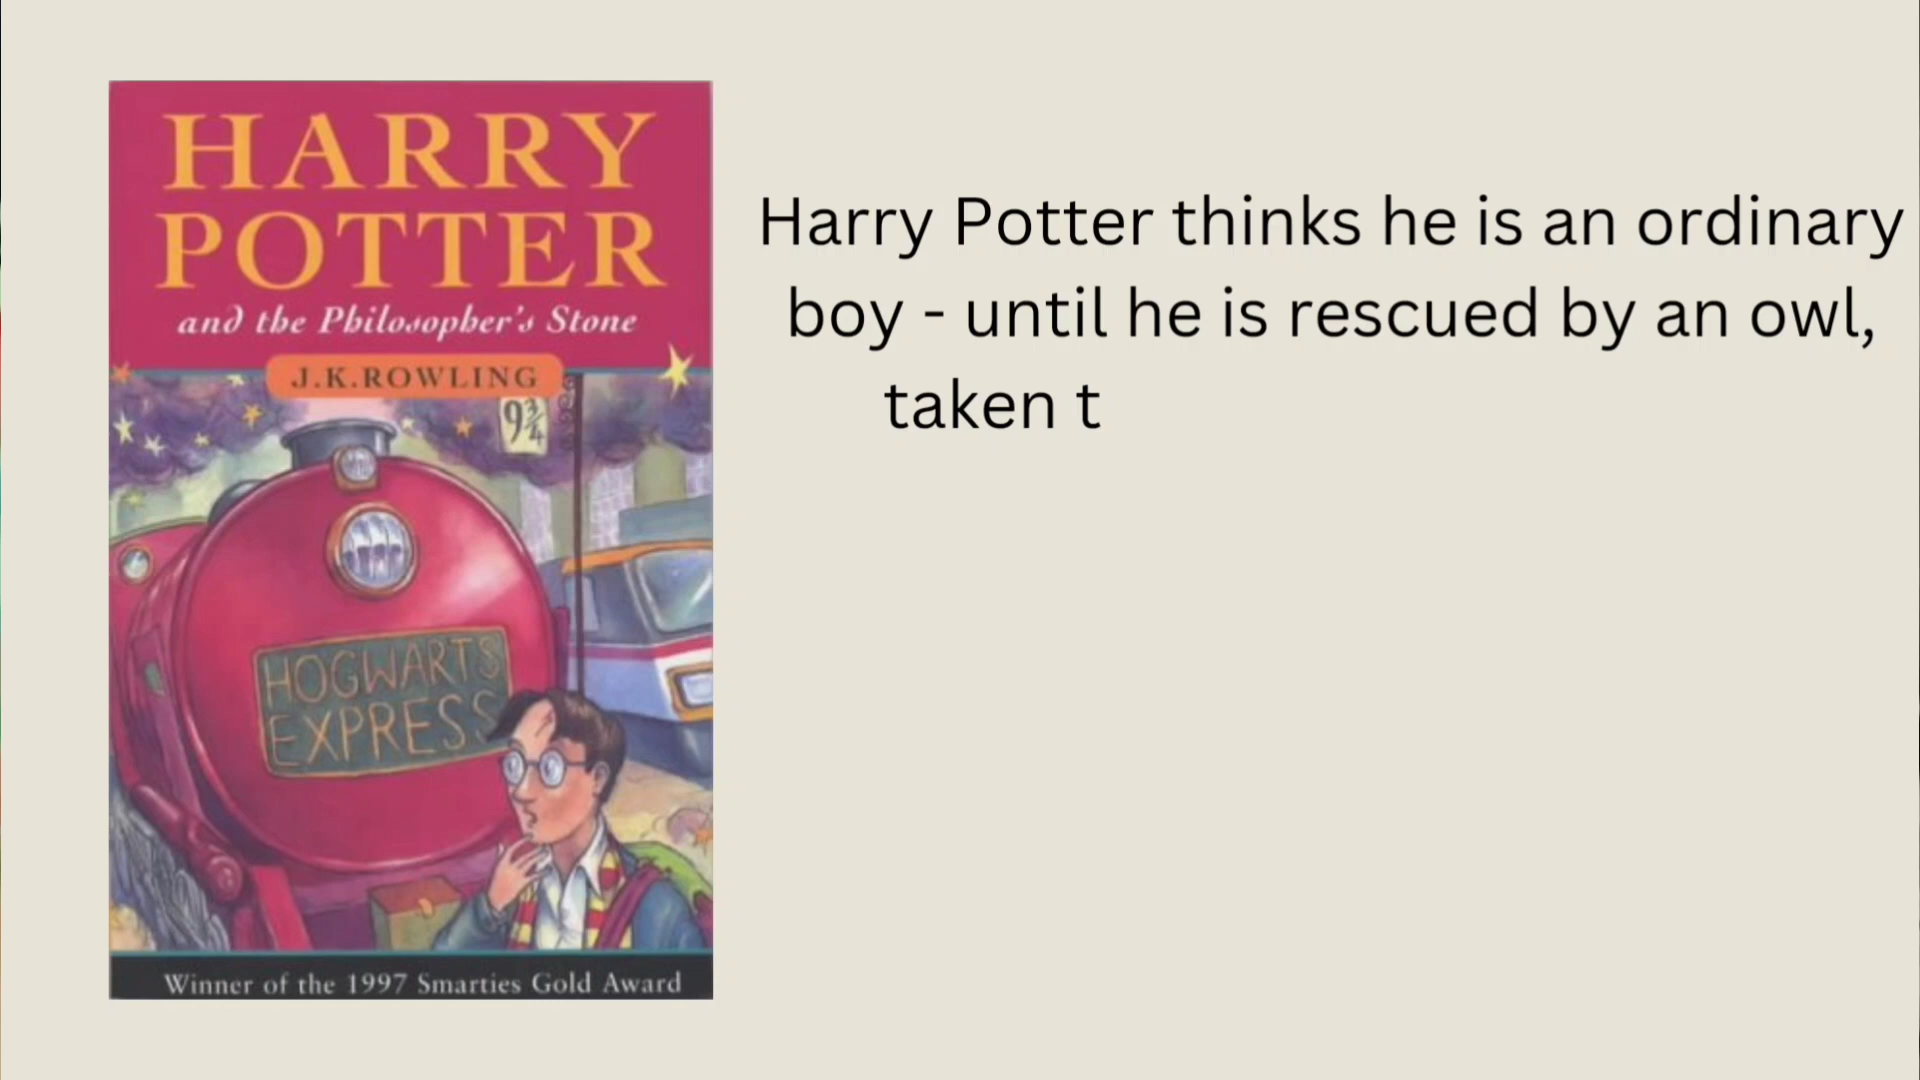 HARRY
POTTER
and the Philosopher's Stone
J.K.ROWLING
9¾
HOGWARTS
EXPRESS
Winner of the 1997 Smarties Gold Award
Harry Potter thinks he is an ordinary
boy - until he is rescued by an owl,
taken t